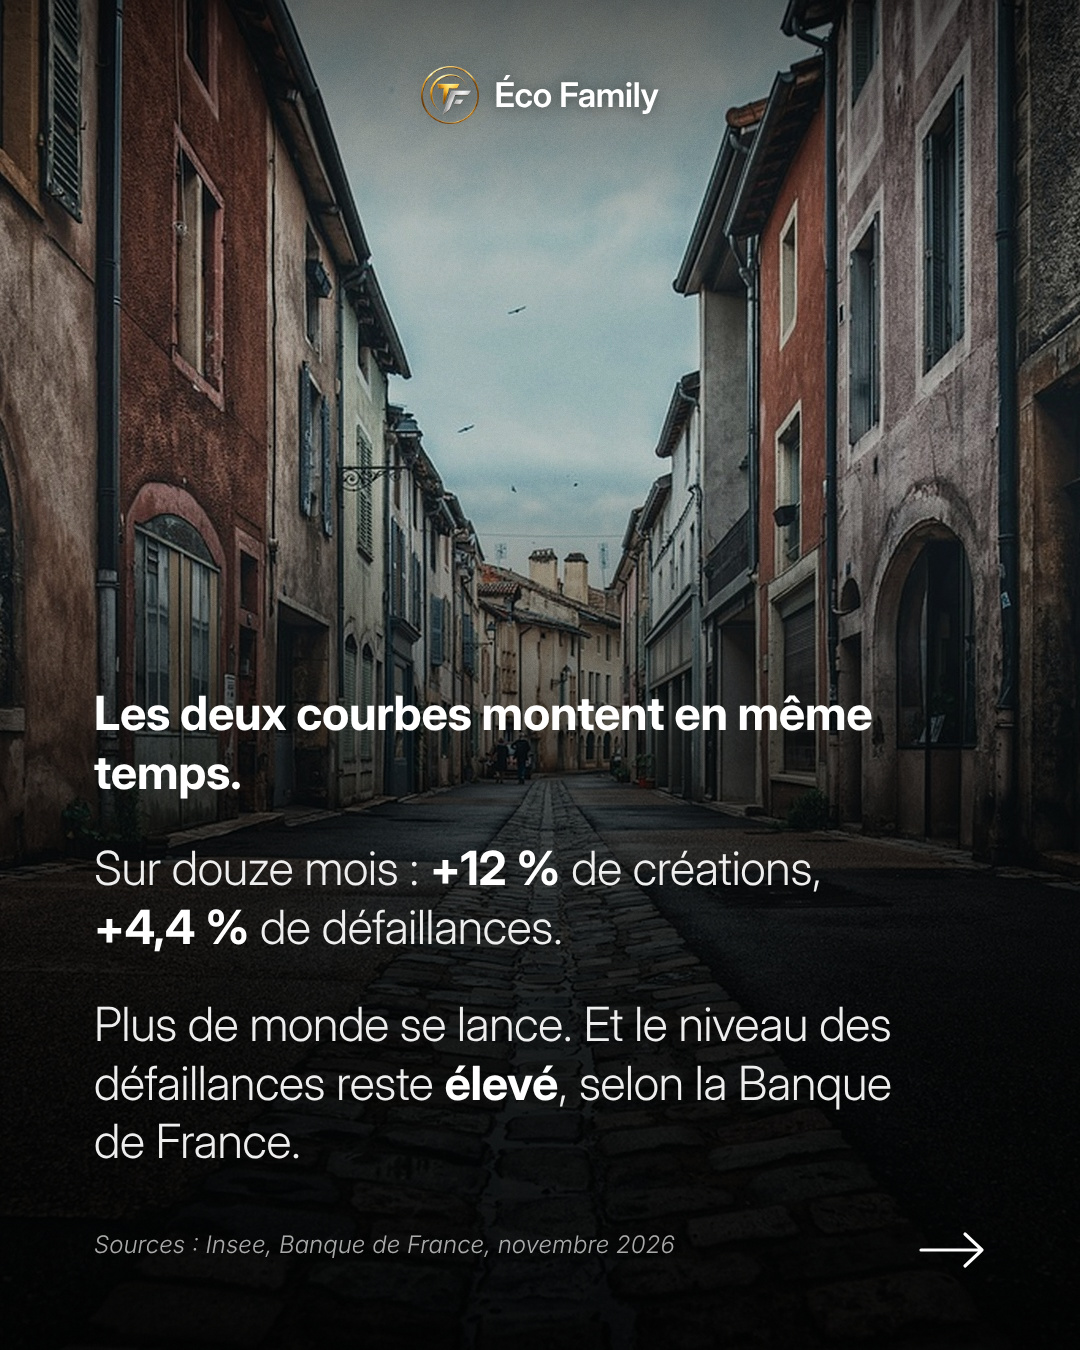 Éco Family
Les deux courbes montent en même
temps.
Sur douze mois : +12 % de créations,
+4,4 % de défaillances.
Plus de monde se lance. Et le niveau des
défaillances reste élevé, selon la Banque
de France.
Sources : Insee, Banque de France, novembre 2026